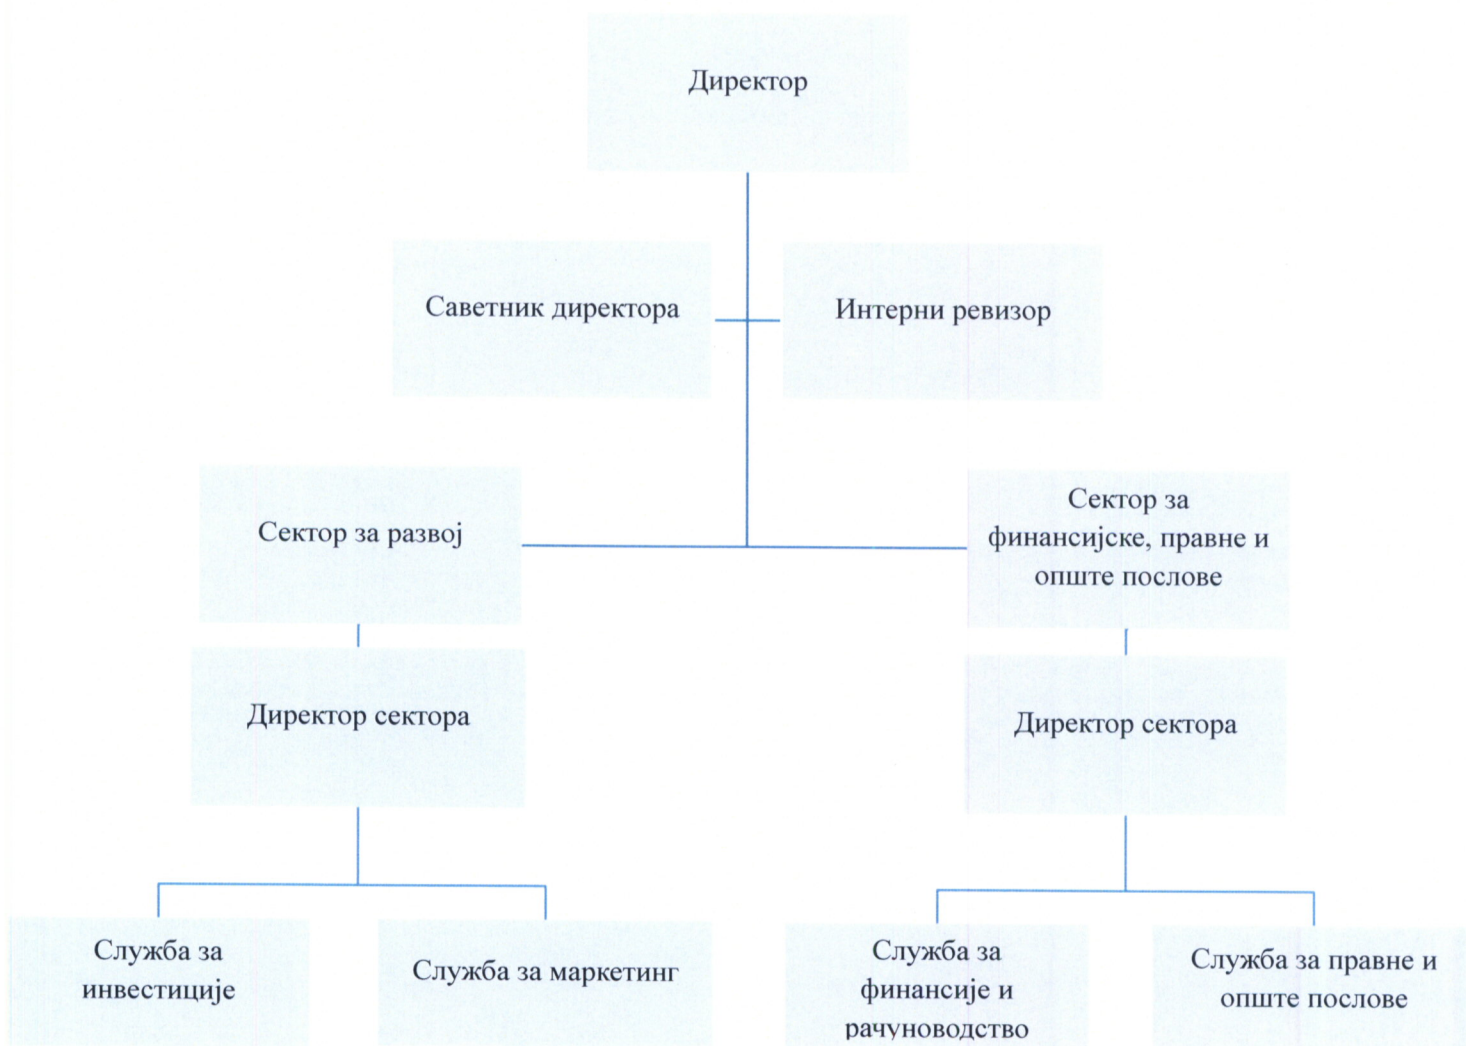 Директор
Саветник директора
Интерни ревизор
Сектор за развој
Сектор за
финансијске, правне и
опште послове
Директор сектора
Директор сектора
Служба за
инвестиције
Служба за маркетинг
Служба за
финансије и
рачуноводство
Служба за правне и
опште послове